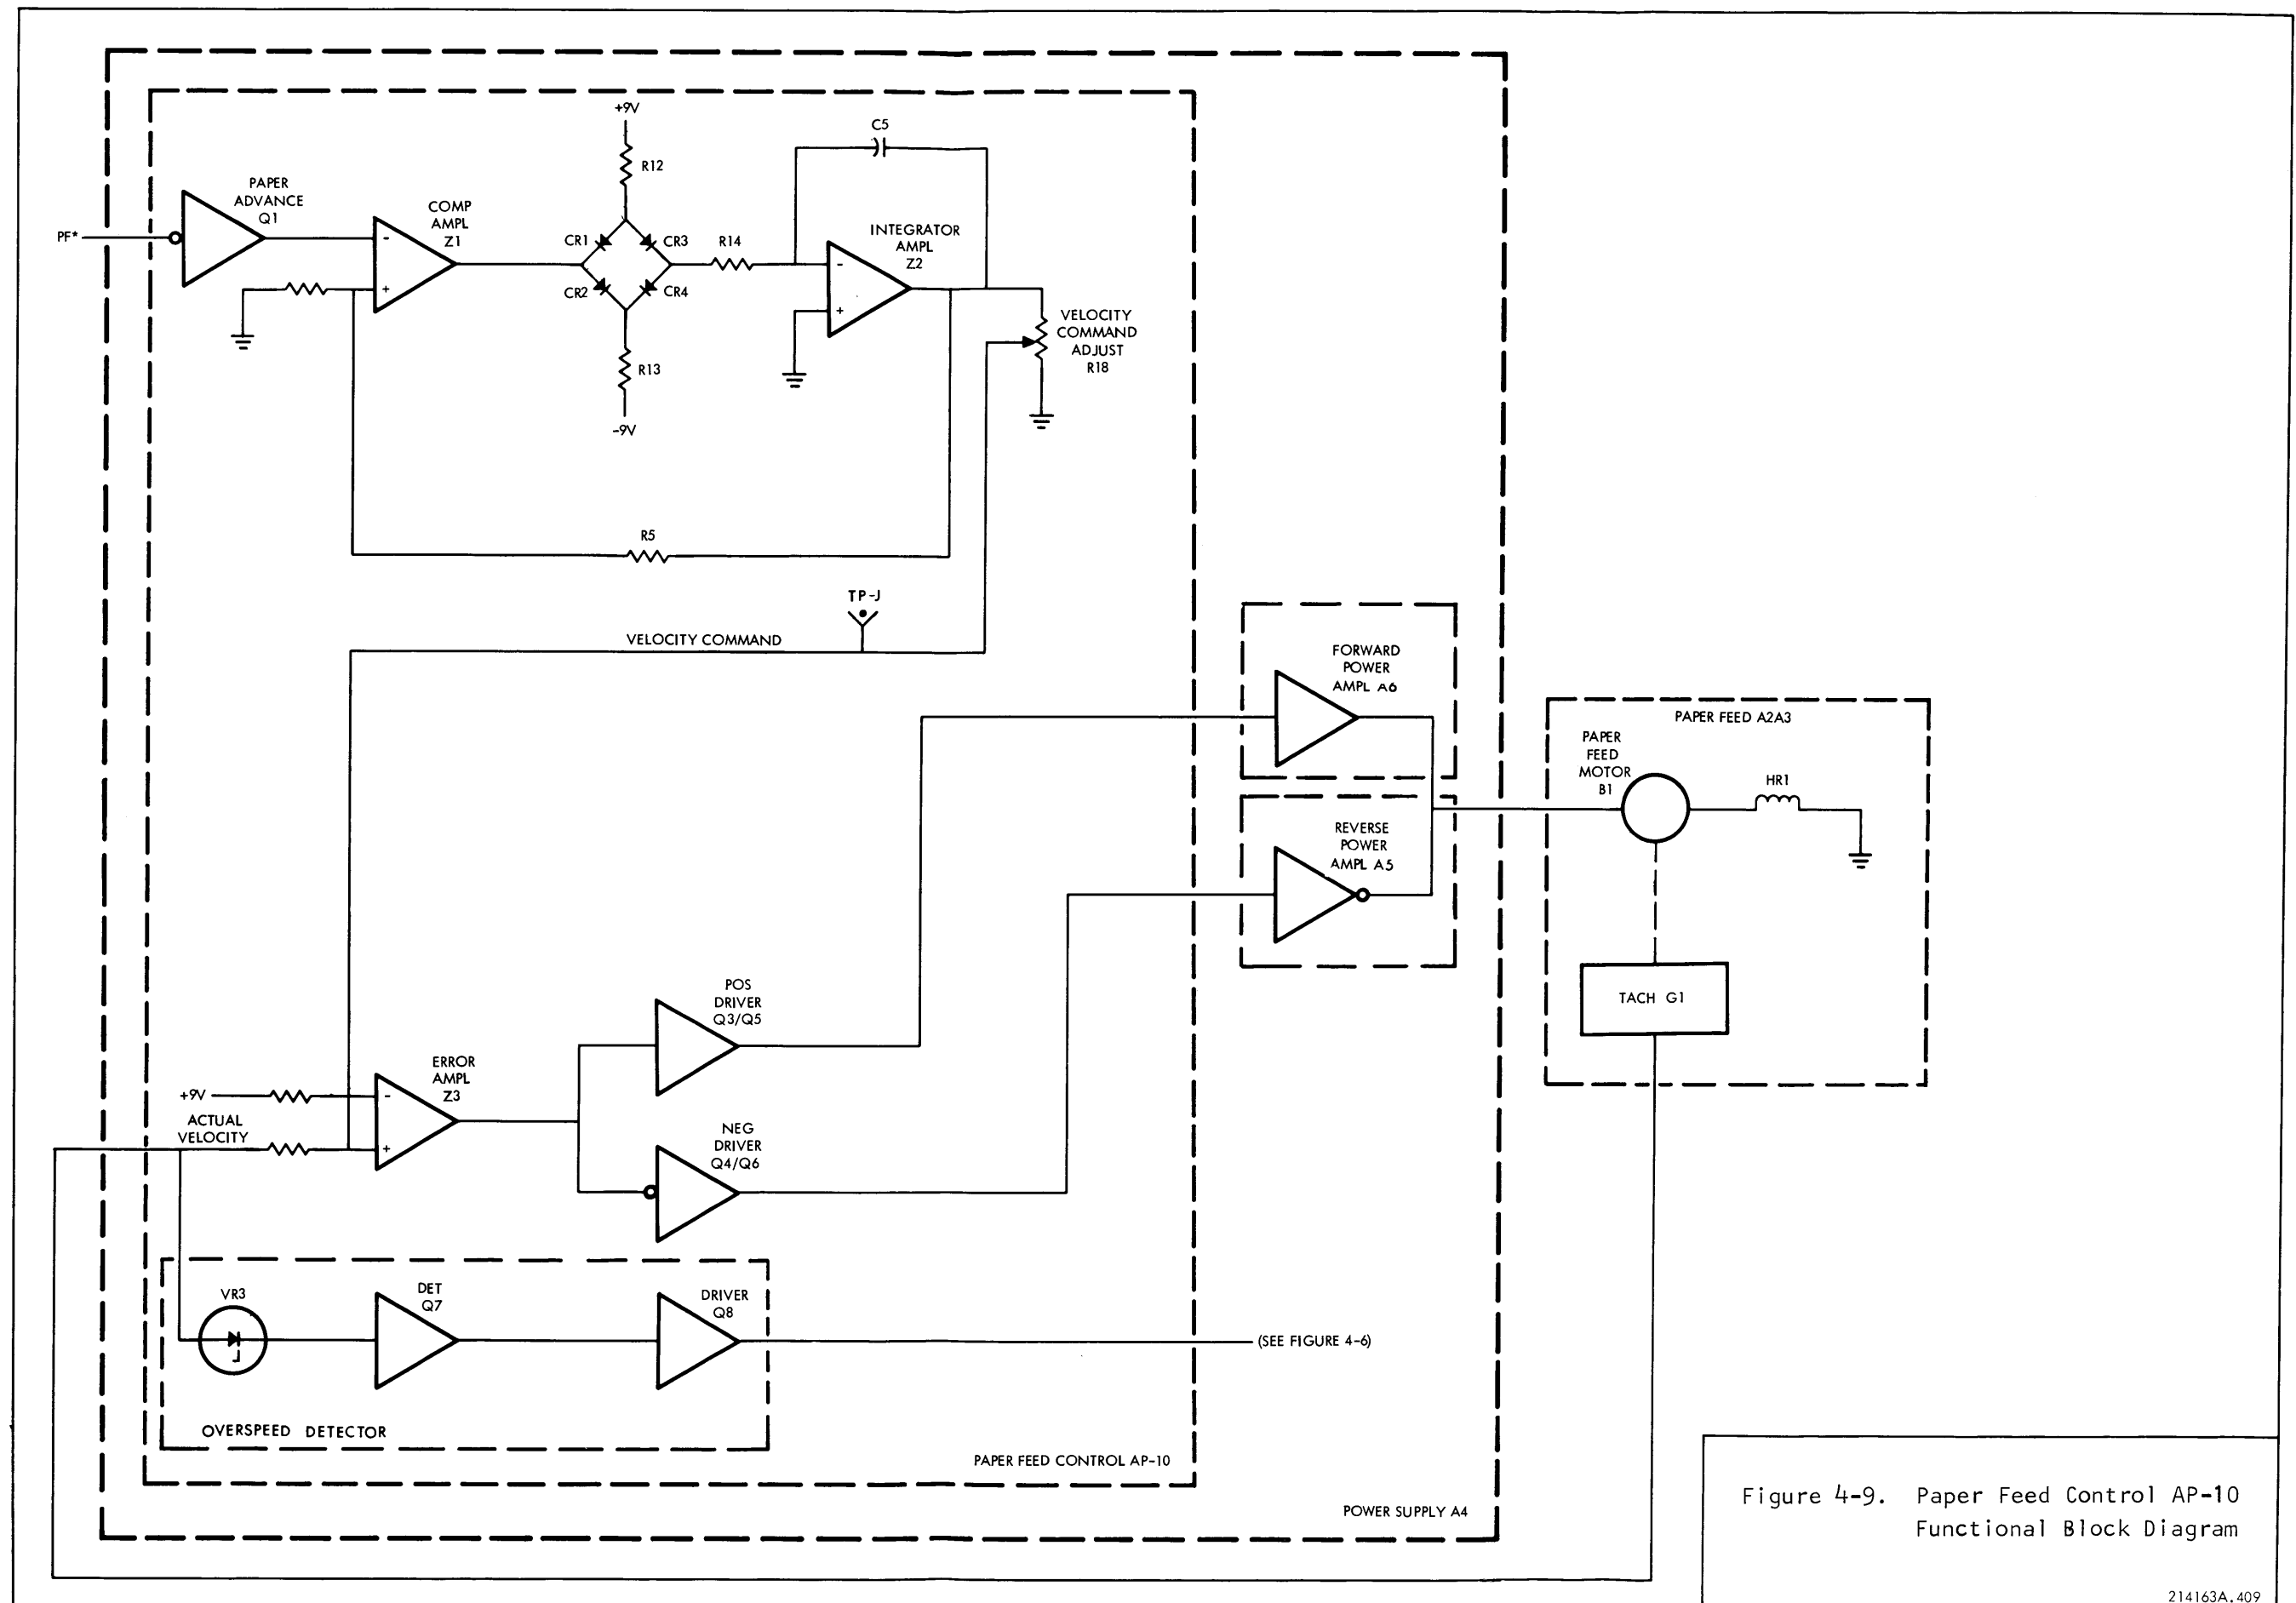 +9V
C5
R12
PAPER
ADVANCE
Q1
COMP
AMPL
Z1
PF*
-
+
CR1
CR3
R14
CR2
CR4
INTEGRATOR
AMPL
Z2
-
+
VELOCITY
COMMAND
ADJUST
R18
R13
-9V
R5
TP-J
VELOCITY COMMAND
FORWARD
POWER
AMPL A6
PAPER FEED A2A3
PAPER
FEED
MOTOR
B1
HR1
REVERSE
POWER
AMPL A5
TACH G1
POS
DRIVER
Q3/Q5
ERROR
AMPL
Z3
+9V
-
ACTUAL
VELOCITY
+
NEG
DRIVER
Q4/Q6
VR3
DET
Q7
DRIVER
Q8
(SEE FIGURE 4-6)
OVERSPEED DETECTOR
PAPER FEED CONTROL AP-10
POWER SUPPLY A4
Figure 4-9. Paper Feed Control AP-10
Functional Block Diagram
214163A.409